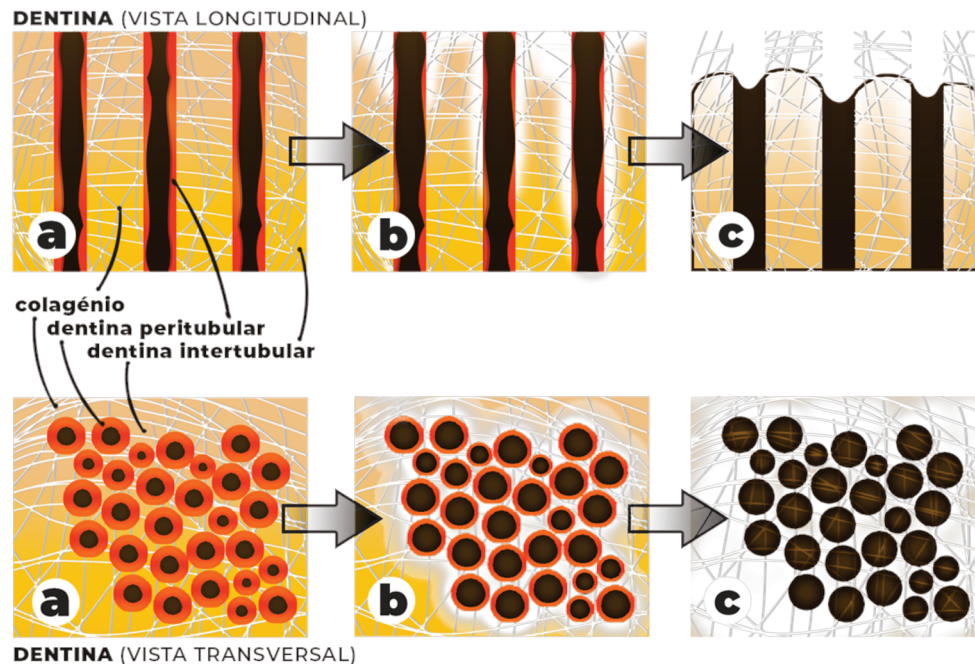 DENTINA (VISTA LONGITUDINAL)
a
b
c
colagénio
dentina peritubular
dentina intertubular
a
b
c
DENTINA (VISTA TRANSVERSAL)